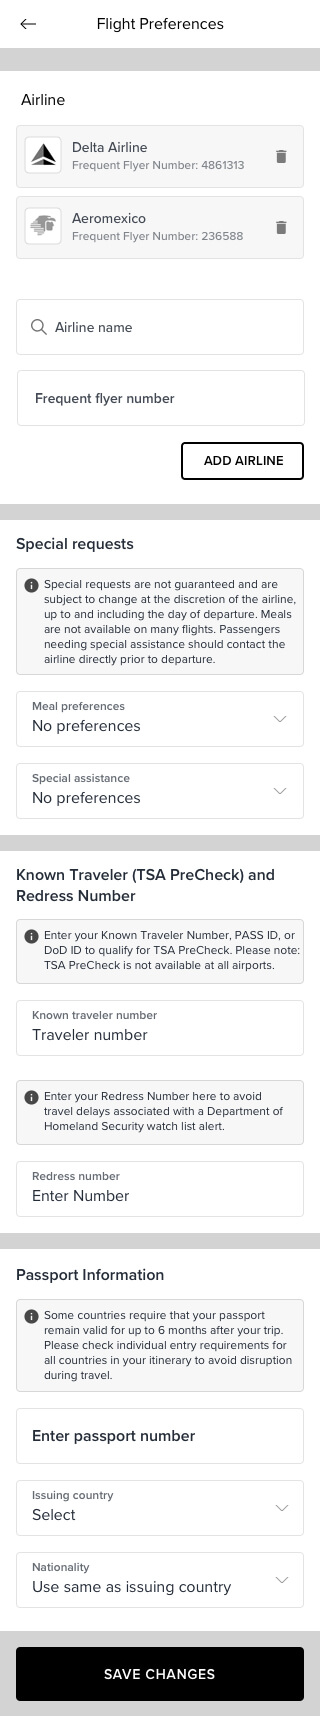 Flight Preferences
Airline
Delta Airline
Frequent Flyer Number: 4861313
Aeromexico
Frequent Flyer Number: 236588
Airline name
Frequent flyer number
ADD AIRLINE
Special requests
Special requests are not guaranteed and are
subject to change at the discretion of the airline,
up to and including the day of departure. Meals
are not available on many flights. Passengers
needing special assistance should contact the
airline directly prior to departure.
Meal preferences
No preferences
Special assistance
No preferences
Known Traveler (TSA PreCheck) and
Redress Number
Enter your Known Traveler Number, PASS ID, or
DoD ID to qualify for TSA PreCheck. Please note:
TSA PreCheck is not available at all airports.
Known traveler number
Traveler number
Enter your Redress Number here to avoid
travel delays associated with a Department of
Homeland Security watch list alert.
Redress number
Enter Number
Passport Information
Some countries require that your passport
remain valid for up to 6 months after your trip.
Please check individual entry requirements for
all countries in your itinerary to avoid disruption
during travel.
Enter passport number
Issuing country
Select
Nationality
Use same as issuing country
SAVE CHANGES